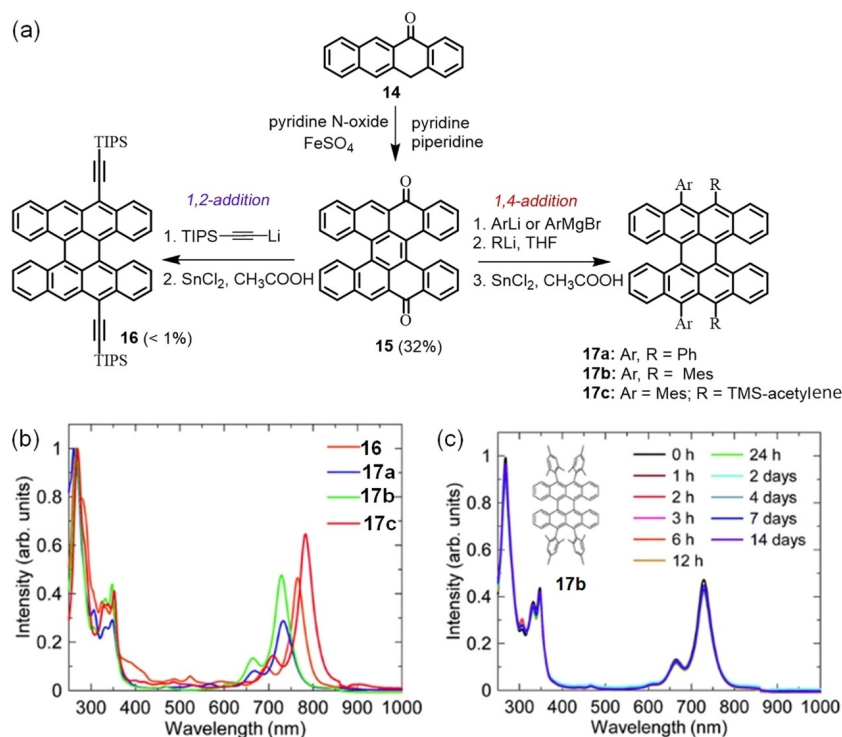 (a)
O
14
pyridine N-oxide
FeSO4
pyridine
piperidine
TIPS
1,2-addition
1. TIPS Li
2. SnCl2, CH3COOH
TIPS
16 (< 1%)
O
O
15 (32%)
1,4-addition
1. ArLi or ArMgBr
2. RLi, THF
3. SnCl2, CH3COOH
Ar R
Ar R
17a: Ar, R = Ph
17b: Ar, R = Mes
17c: Ar = Mes; R = TMS-acetylene
(b)
Intensity (arb. units)
1
0.8
0.6
0.4
0.2
0
300 400 500 600 700 800 900 1000
Wavelength (nm)
16
17a
17b
17c
(c)
Intensity (arb. units)
1
0.8
0.6
0.4
0.2
0
300 400 500 600 700 800 900 1000
Wavelength (nm)
17b
0 h
1 h
2 h
3 h
6 h
12 h
24 h
2 days
4 days
7 days
14 days